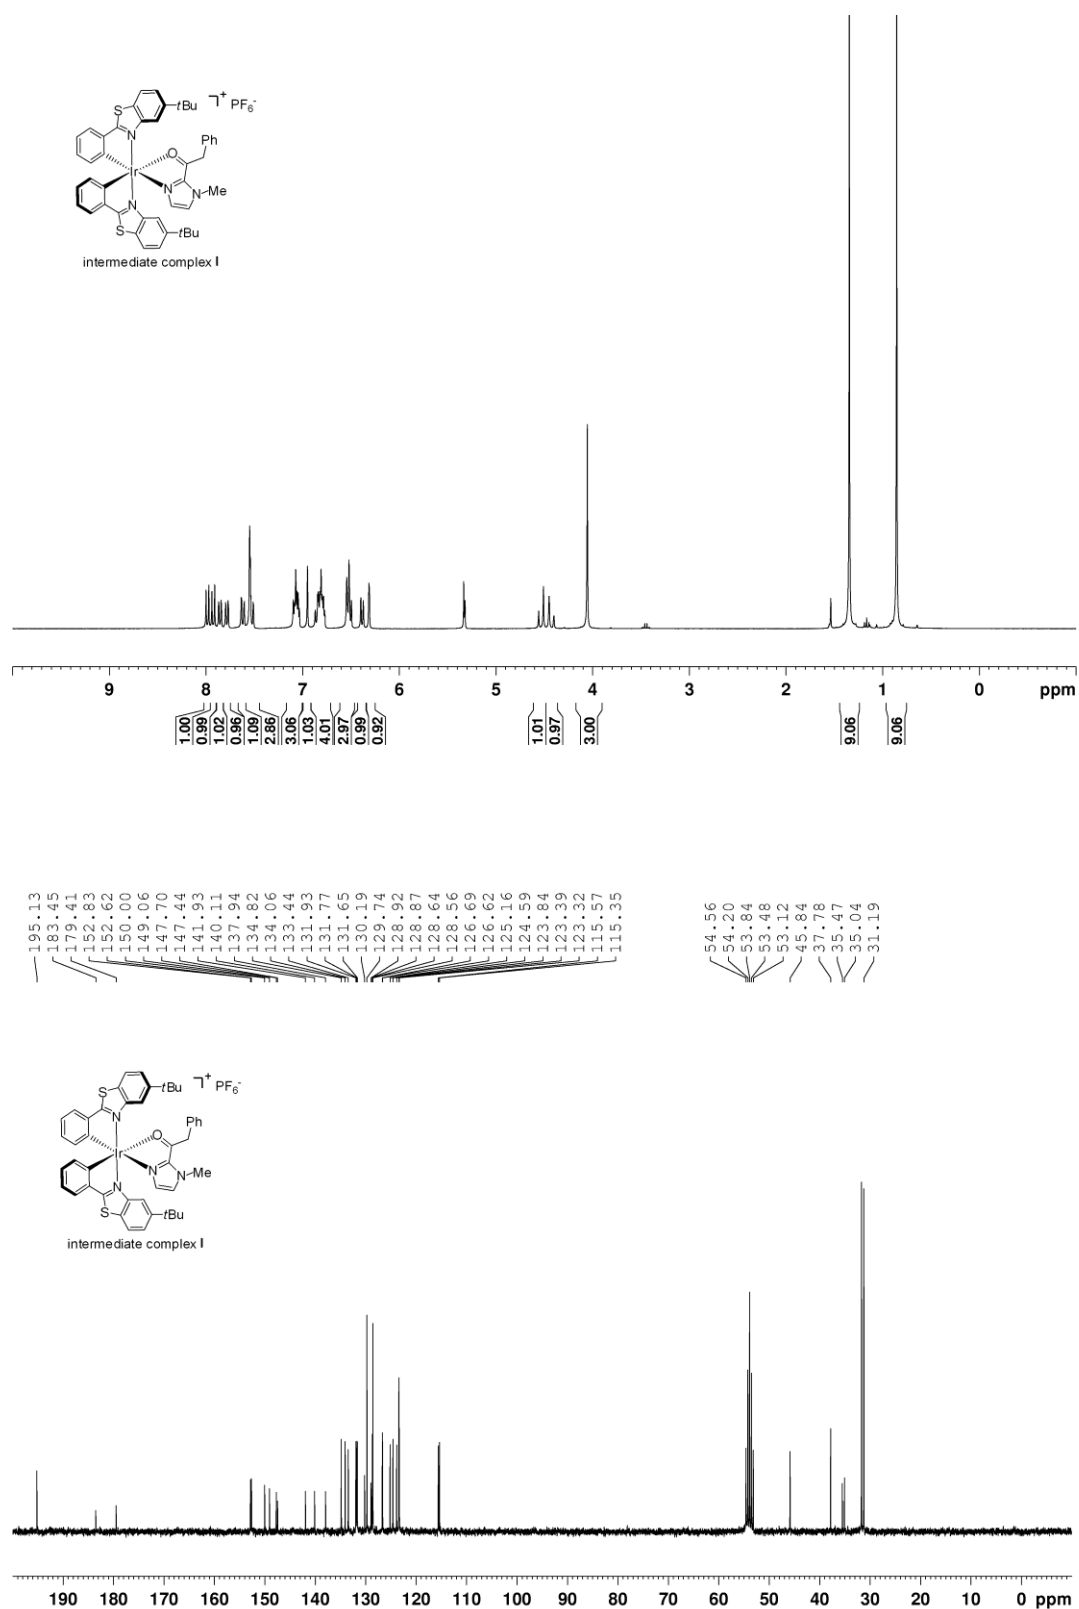 S
tBu
⁊+ PF6-
N
Ph
O
Ir
N
N
Me
N
S
tBu
intermediate complex I
9 8 7 6 5 4 3 2 1 0 ppm
1.00 0.99 1.02 0.96 1.09 2.86 3.06 1.03 4.01 2.97 0.99 0.92 1.01 0.97 3.00 9.06 9.06
195.13
183.45
179.41
152.83
152.62
150.00
149.06
147.70
147.44
141.93
140.11
137.94
134.82
134.06
133.44
131.93
131.77
131.65
130.19
129.74
128.92
128.87
128.64
128.56
126.69
126.62
125.16
124.59
123.84
123.39
123.32
115.57
115.35
54.56
54.20
53.84
53.48
53.12
45.84
37.78
35.47
35.04
31.19
S
tBu
⁊+ PF6-
N
Ph
O
Ir
N
N
Me
N
S
tBu
intermediate complex I
190 180 170 160 150 140 130 120 110 100 90 80 70 60 50 40 30 20 10 0 ppm